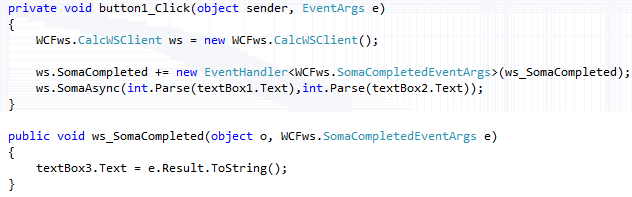 private void button1_Click(object sender, EventArgs e)
{
    WCFws.CalcWSClient ws = new WCFws.CalcWSClient();

    ws.SomaCompleted += new EventHandler<WCFws.SomaCompletedEventArgs>(ws_SomaCompleted);
    ws.SomaAsync(int.Parse(textBox1.Text),int.Parse(textBox2.Text));
}

public void ws_SomaCompleted(object o, WCFws.SomaCompletedEventArgs e)
{
    textBox3.Text = e.Result.ToString();
}